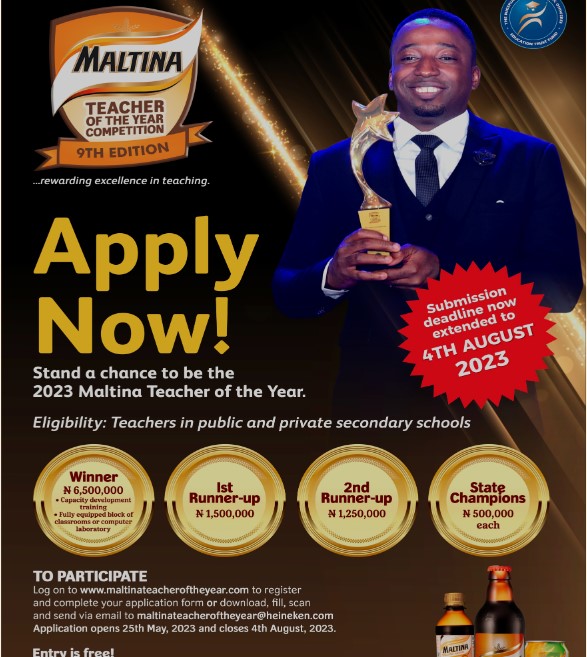 MALTINA
TEACHER
OF THE YEAR
COMPETITION
9TH EDITION
...rewarding excellence in teaching.
EDUCATION TRUST FUND
Apply
Now!
Submission
deadline now
extended to
4TH AUGUST
2023
Stand a chance to be the
2023 Maltina Teacher of the Year.
Eligibility: Teachers in public and private secondary schools
Winner
₦ 6,500,000
• Capacity development
training
• Fully equipped block of
classrooms or computer
laboratory
1st
Runner-up
₦ 1,500,000
2nd
Runner-up
₦ 1,250,000
State
Champions
₦ 500,000
each
TO PARTICIPATE
Log on to www.maltinateacheroftheyear.com to register
and complete your application form or download, fill, scan
and send via email to maltinateacheroftheyear@heineken.com
Application opens 25th May, 2023 and closes 4th August, 2023.
Entry is free!
MALTINA
MALTINA